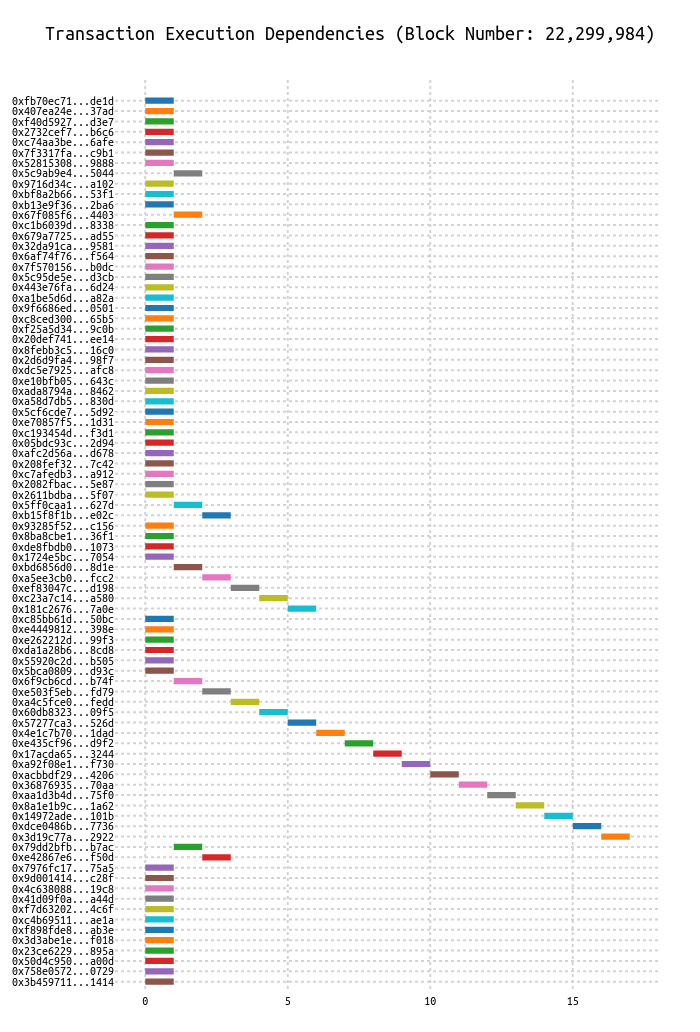 Transaction Execution Dependencies (Block Number: 22,299,984)
0xfb70ec71...de1d
0x407ea24e...37ad
0xf40d5927...d3e7
0x2732cef7...b6c6
0xc74aa3be...6afe
0x7f3317fa...c9b1
0x52815308...9888
0x5c9ab9e4...5044
0x9716d34c...a102
0xbf8a2b66...53f1
0xb13e9f36...2ba6
0x67f085f6...4403
0xc1b6039d...8338
0x679a7725...ad55
0x32da91ca...9581
0x6af74f76...f564
0x7f570156...b0dc
0x5c95de5e...d3cb
0x443e76fa...6d24
0xa1be5d6d...a82a
0x9f6686ed...0501
0xc8ced300...65b5
0xf25a5d34...9c0b
0x20def741...ee14
0x8febb3c5...16c0
0x2d6d9fa4...98f7
0xdc5e7925...afc8
0xe10bfb05...643c
0xada8794a...8462
0xa58d7db5...830d
0x5cf6cde7...5d92
0xe70857f5...1d31
0xc193454d...f3d1
0x05bdc93c...2d94
0xafc2d56a...d678
0x208fef32...7c42
0xc7afedb3...a912
0x2082fbac...5e87
0x2611bdba...5f07
0x5ff0caa1...627d
0xb15f8f1b...e02c
0x93285f52...c156
0x8ba8cbe1...36f1
0xde8fbdb0...1073
0x1724e5bc...7054
0xbd6856d0...8d1e
0xa5ee3cb0...fcc2
0xef83047c...d198
0xc23a7c14...a580
0x181c2676...7a0e
0xc85bb61d...50bc
0xe4449812...398e
0xe262212d...99f3
0xda1a28b6...8cd8
0x55920c2d...b505
0x5bca0809...d93c
0x6f9cb6cd...b74f
0xe503f5eb...fd79
0xa4c5fce0...fedd
0x60db8323...09f5
0x57277ca3...526d
0x4e1c7b70...1dad
0xe435cf96...d9f2
0x17acda65...3244
0xa92f08e1...f730
0xacbbdf29...4206
0x36876935...70aa
0xaa1d3b4d...75f0
0x8a1e1b9c...1a62
0x14972ade...101b
0xdce0486b...7736
0x3d19c77a...2922
0x79dd2bfb...b7ac
0xe42867e6...f50d
0x7976fc17...75a5
0x9d001414...c28f
0x4c638088...19c8
0x41d09f0a...a44d
0xf7d63202...4c6f
0xc4b69511...ae1a
0xf898fde8...ab3e
0x3d3abe1e...f018
0x23ce6229...895a
0x50d4c950...a00d
0x758e0572...0729
0x3b459711...1414
0 5 10 15